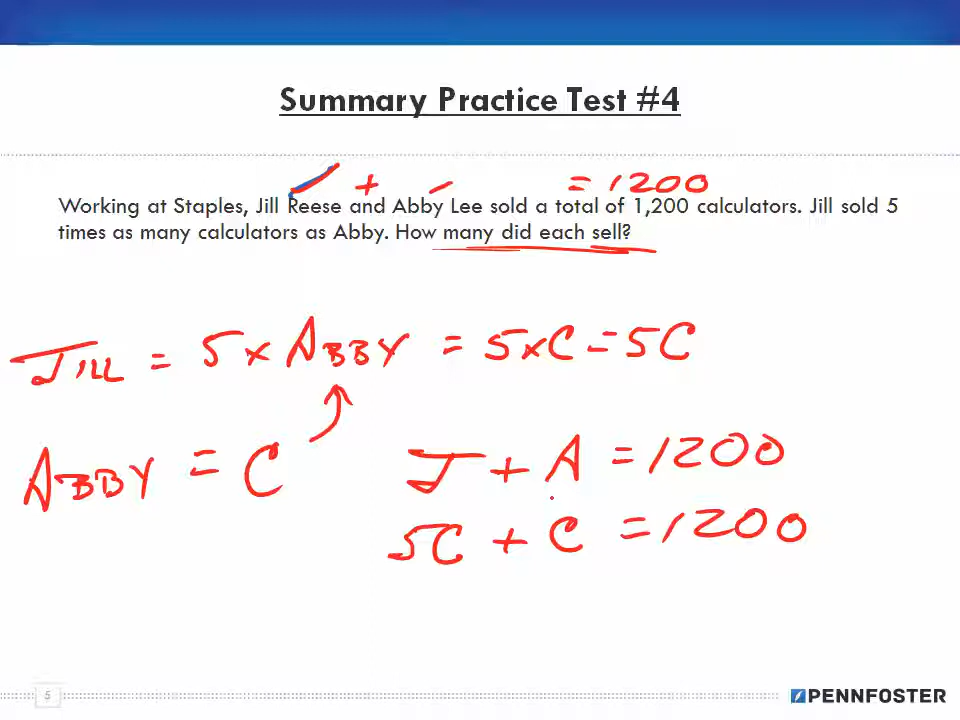 Summary Practice Test #4
+ = 1200
Working at Staples, Jill Reese and Abby Lee sold a total of 1,200 calculators. Jill sold 5
times as many calculators as Abby. How many did each sell?
JILL = 5 x ABBY = 5 x C = 5C
ABBY = C
J + A = 1200
5C + C = 1200
5
PENNFOSTER